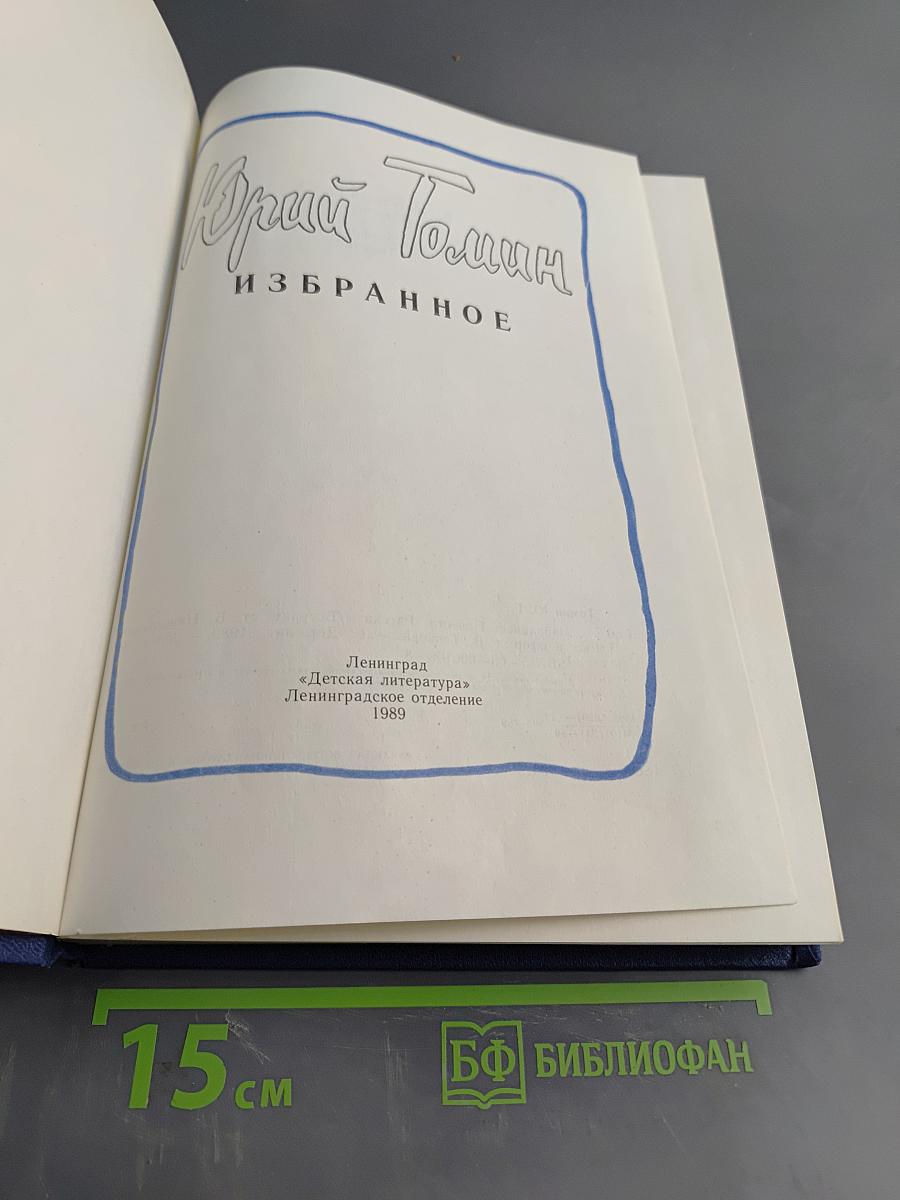 Юрий Томин
ИЗБРАННОЕ
Ленинград
«Детская литература»
Ленинградское отделение
1989
15 см
БФ БИБЛИОФАН